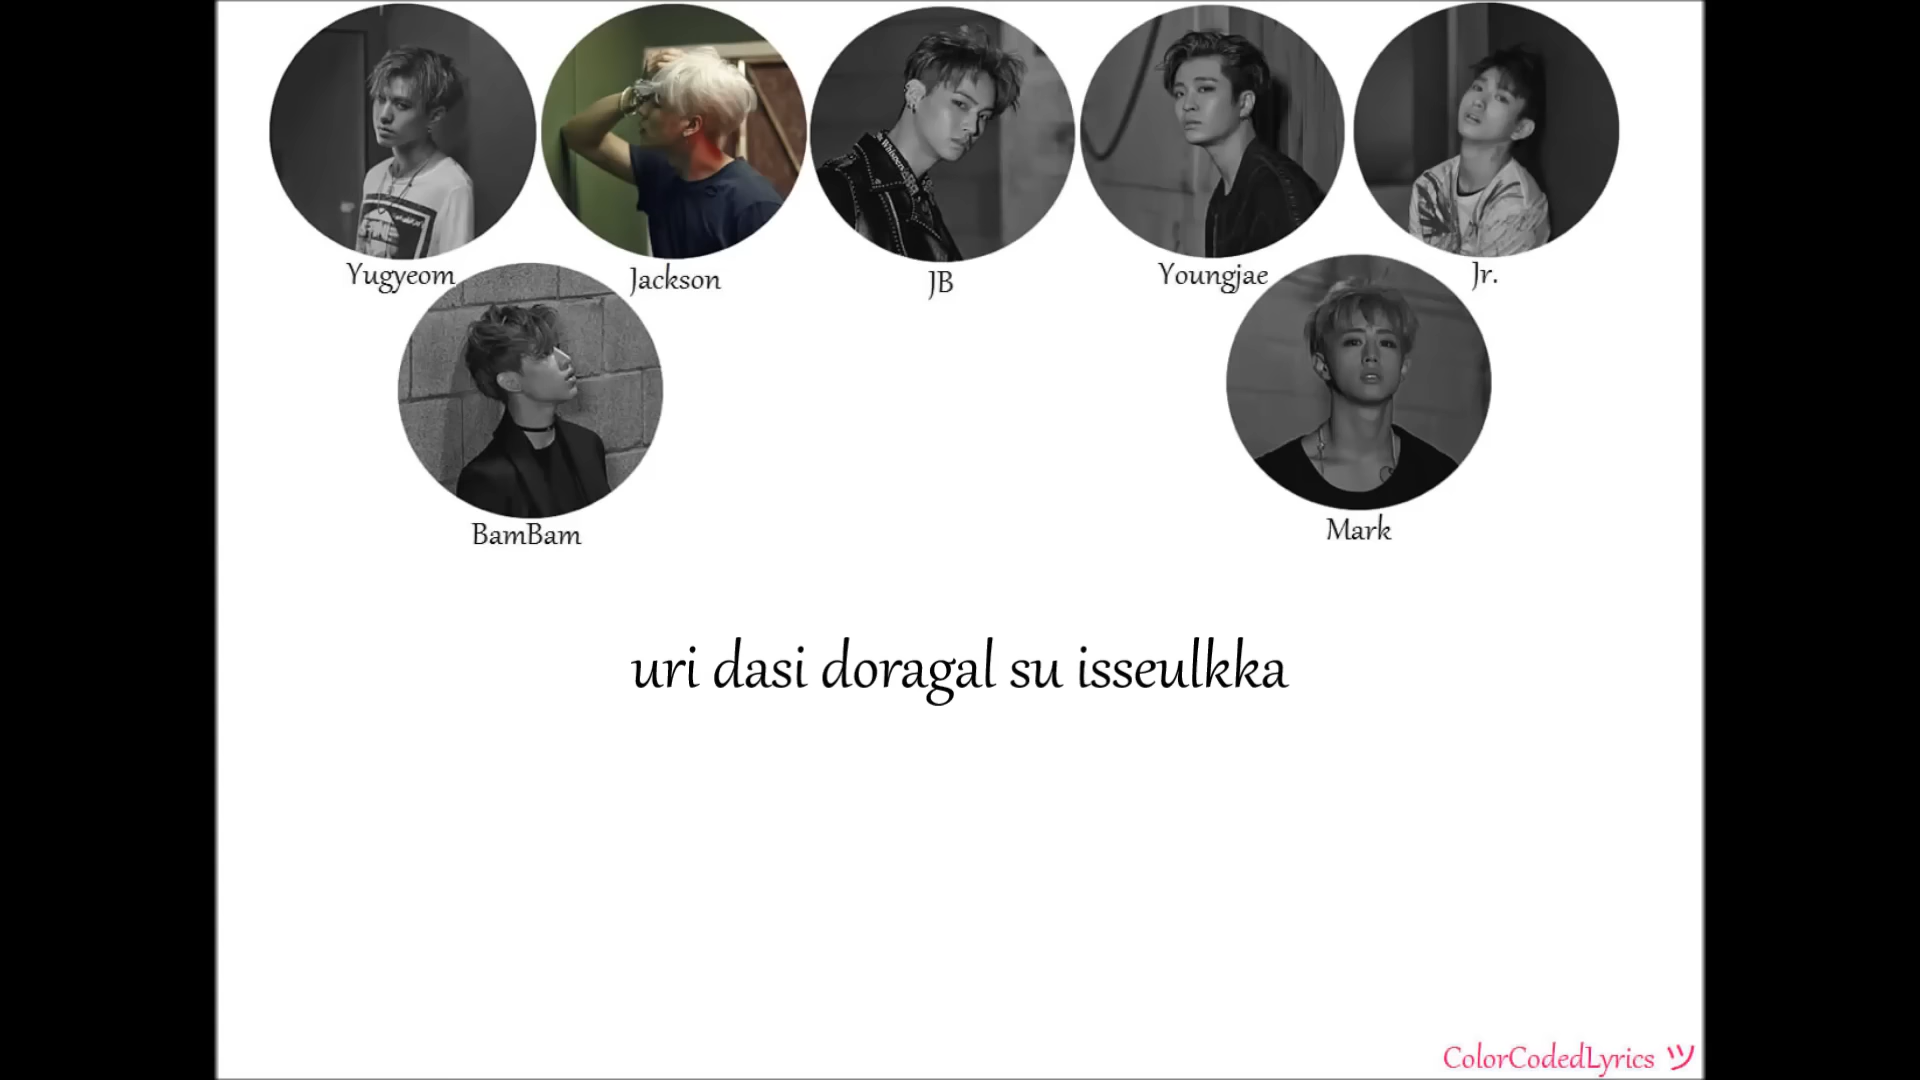 Yugyeom
Jackson
JB
Youngjae
Jr.
BamBam
Mark
uri dasi doragal su isseulkka
ColorCodedLyrics ツ